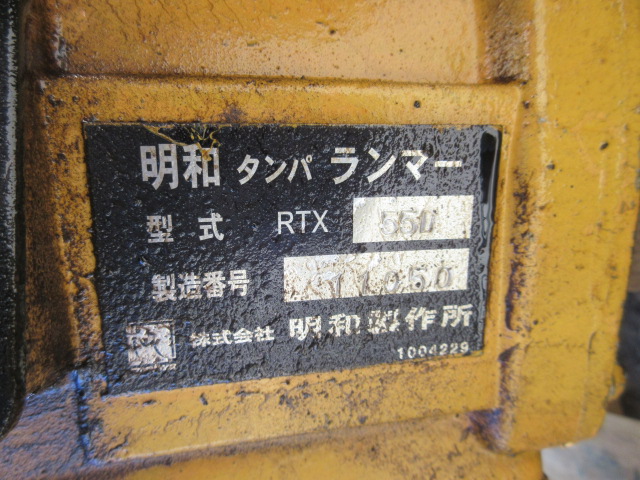 明和 タンパ ランマー
型式 RTX 55D
製造番号
株式会社 明和製作所
1004229